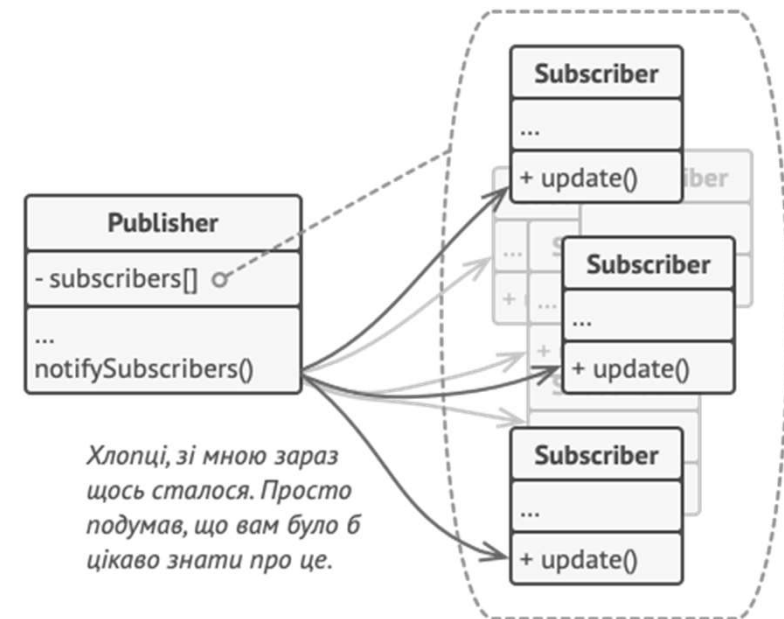 Publisher
- subscribers[]
...
notifySubscribers()
Хлопці, зі мною зараз
щось сталося. Просто
подумав, що вам було б
цікаво знати про це.
Subscriber
...
+ update()
iber
...
+
S
...
+
Subscriber
...
+ update()
S
Subscriber
...
+ update()